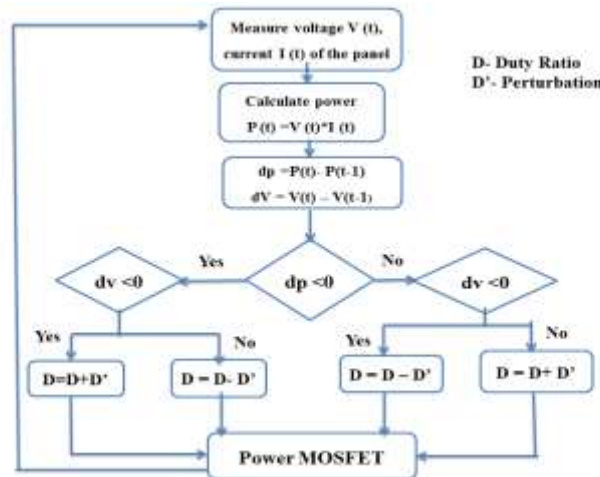 Measure voltage V (t),
current I (t) of the panel
D- Duty Ratio
D'- Perturbation
Calculate power
P (t) =V (t)*I (t)
dp =P(t)- P(t-1)
dV = V(t) – V(t-1)
Yes
No
dv <0
dp <0
dv <0
Yes
No
Yes
No
D=D+D'
D = D- D'
D = D – D'
D = D+ D'
Power MOSFET